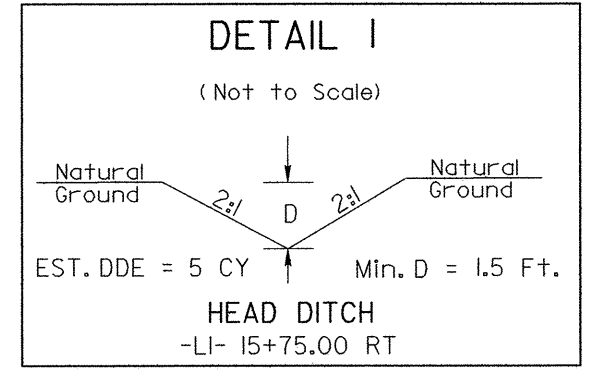 DETAIL 1
(Not to Scale)
Natural Natural
Ground Ground
2:1 D 2:1
EST. DDE = 5 CY Min. D = 1.5 Ft.
HEAD DITCH
-L1- 15+75.00 RT